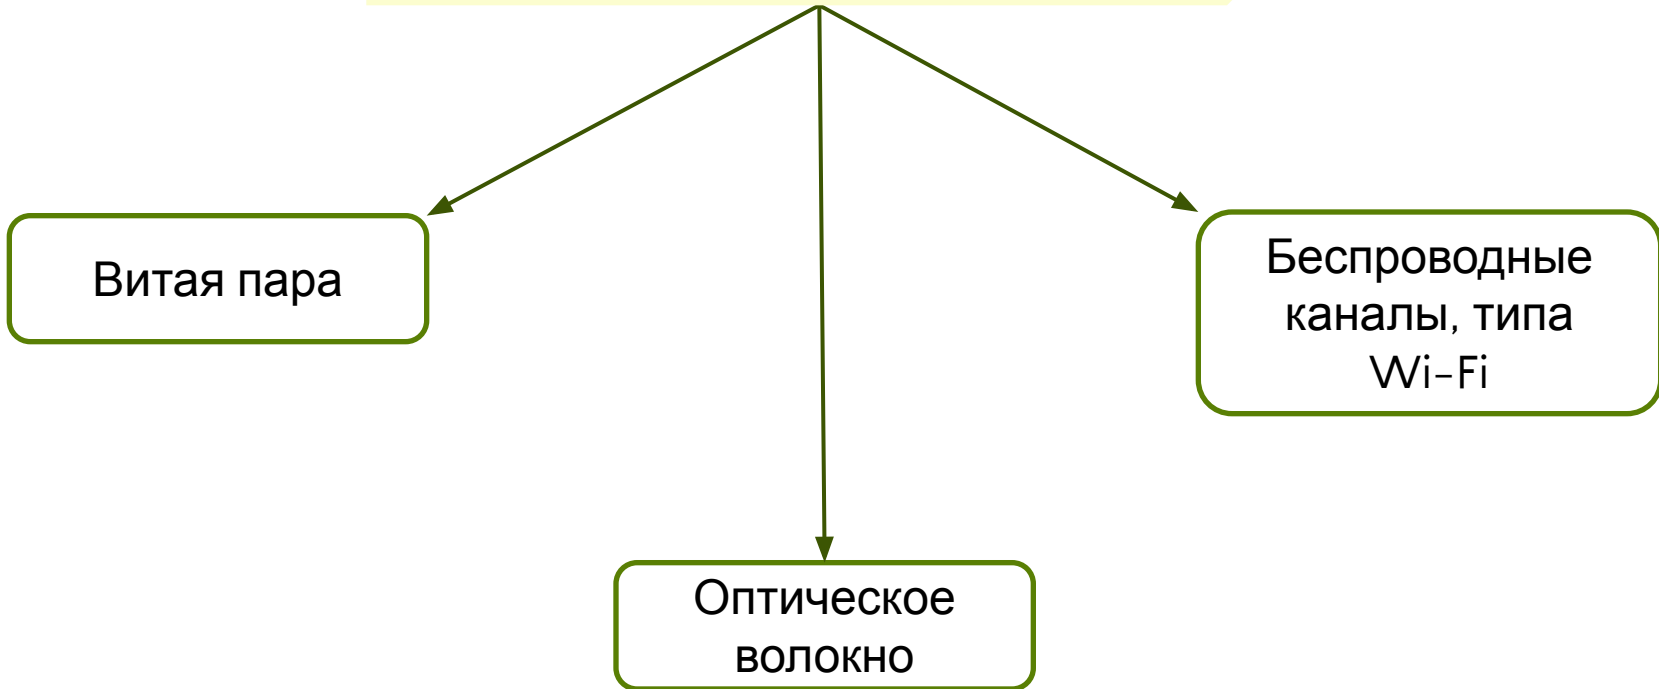 Витая пара
Беспроводные
каналы, типа
Wi-Fi
Оптическое
волокно